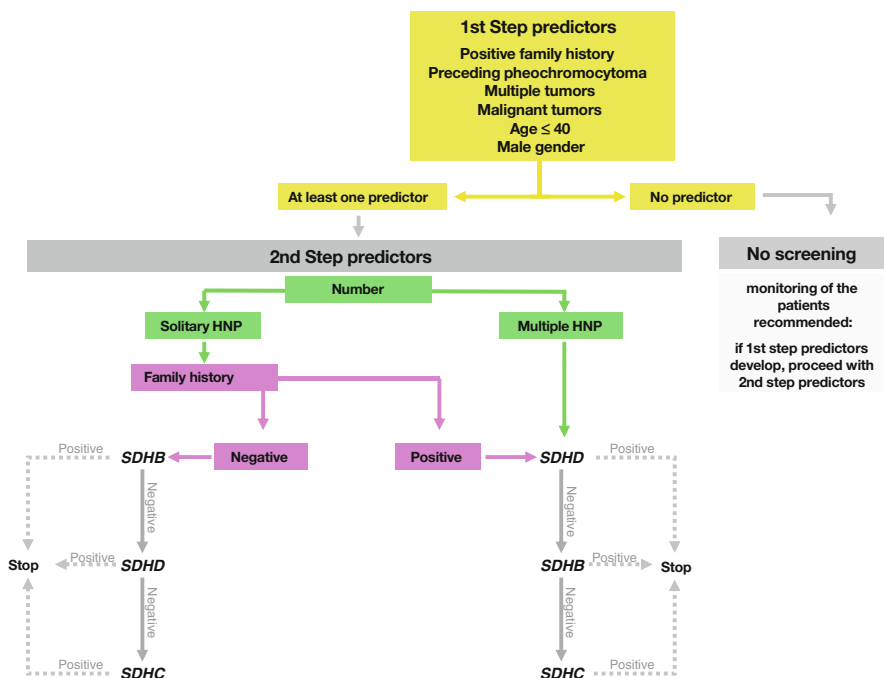 1st Step predictors
Positive family history
Preceding pheochromocytoma
Multiple tumors
Malignant tumors
Age ≤ 40
Male gender
At least one predictor
No predictor
2nd Step predictors
No screening
Number
monitoring of the
patients
recommended:
if 1st step predictors
develop, proceed with
2nd step predictors
Solitary HNP
Multiple HNP
Family history
Positive
SDHB
Negative
Positive
SDHD
Positive
Negative
Negative
Stop
Positive
SDHD
SDHB
Positive
Stop
Negative
Negative
Positive
SDHC
SDHC
Positive